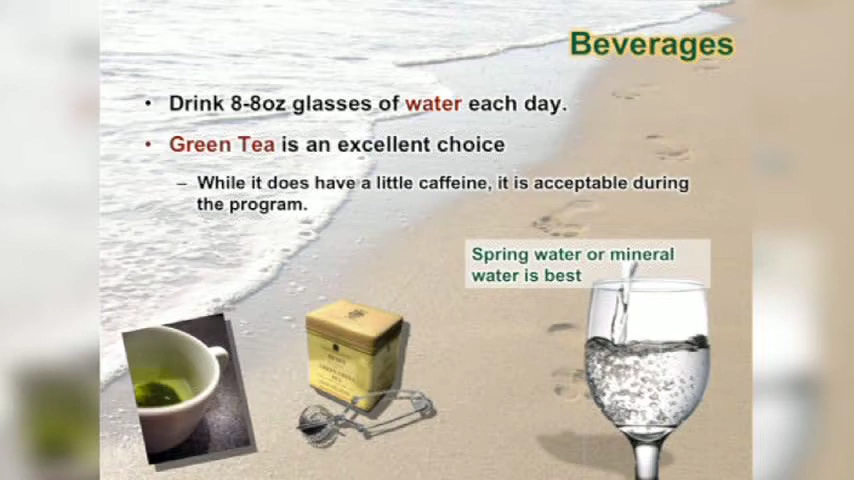 Beverages
• Drink 8-8oz glasses of water each day.
• Green Tea is an excellent choice
– While it does have a little caffeine, it is acceptable during
the program.
Spring water or mineral
water is best